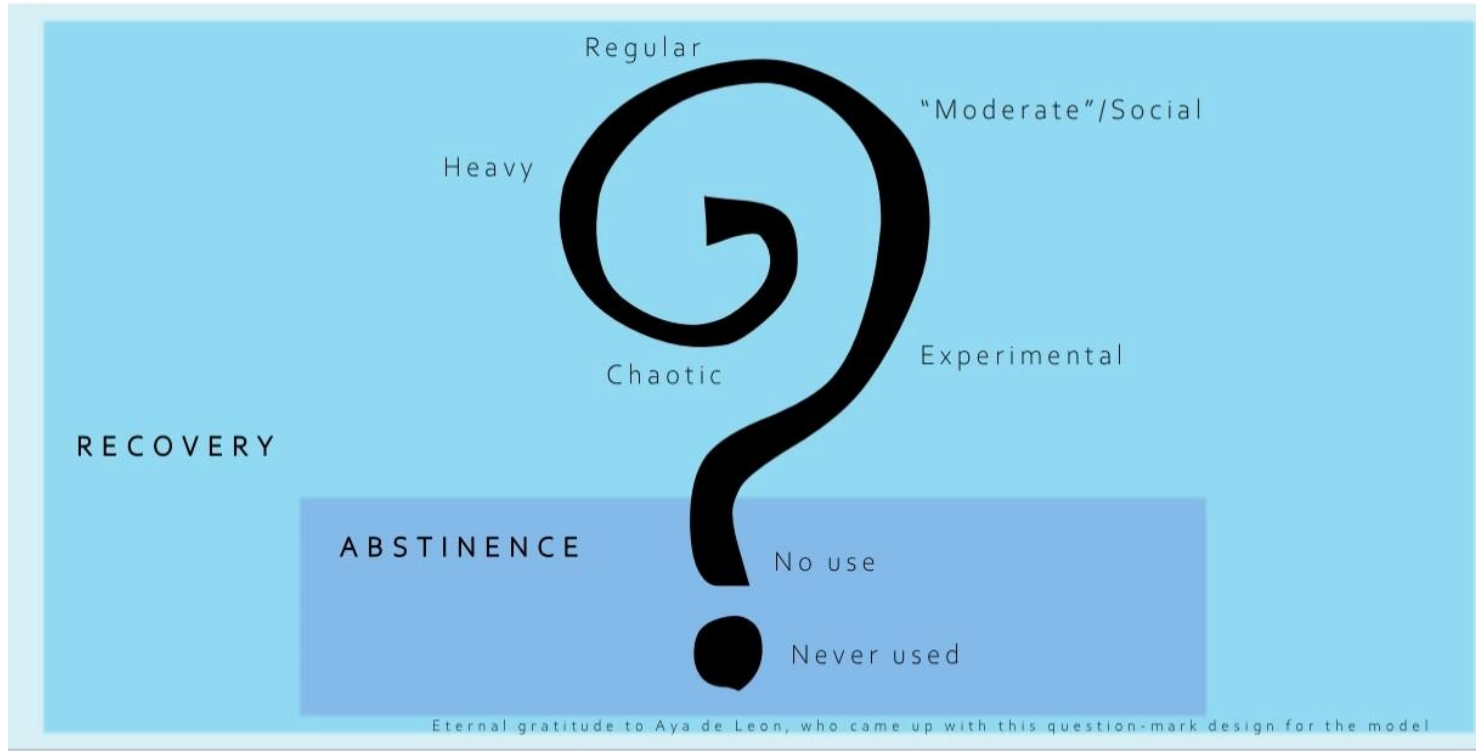 Regular
"Moderate"/Social
Heavy
Experimental
Chaotic
RECOVERY
ABSTINENCE
No use
Never used
Eternal gratitude to Aya de Leon, who came up with this question-mark design for the model